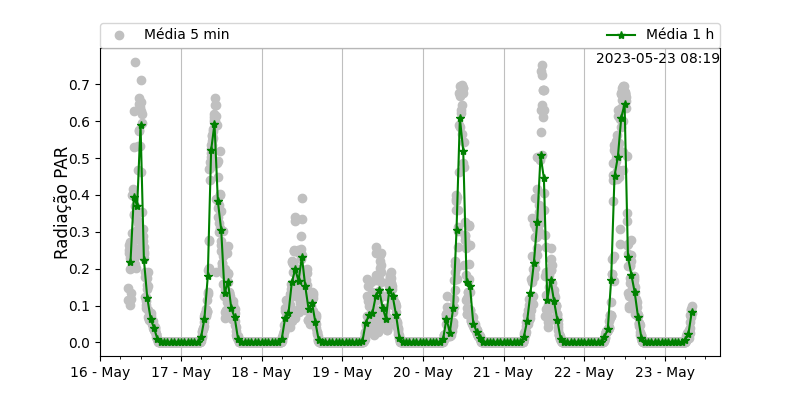 Média 5 min
Média 1 h
2023-05-23 08:19
Radiação PAR
0.7
0.6
0.5
0.4
0.3
0.2
0.1
0.0
16 - May
17 - May
18 - May
19 - May
20 - May
21 - May
22 - May
23 - May